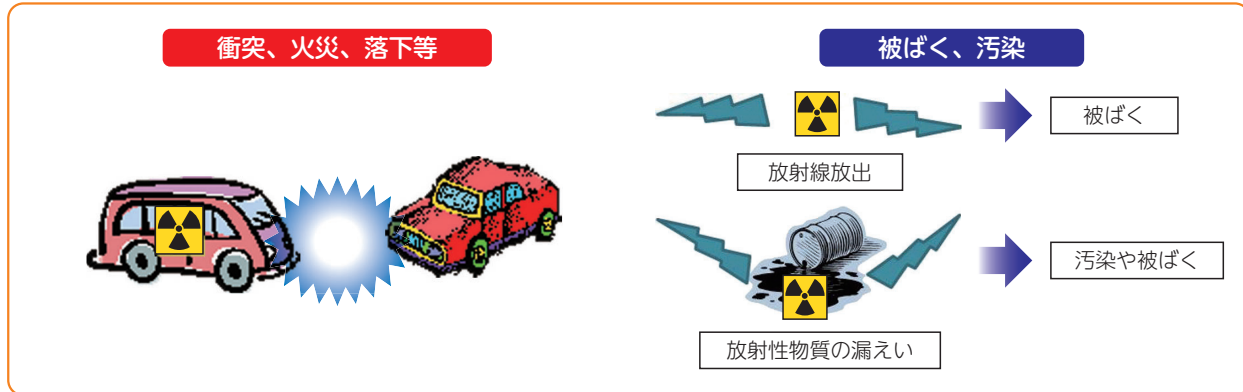 衝突、火災、落下等
被ばく、汚染
被ばく
放射線放出
汚染や被ばく
放射性物質の漏えい